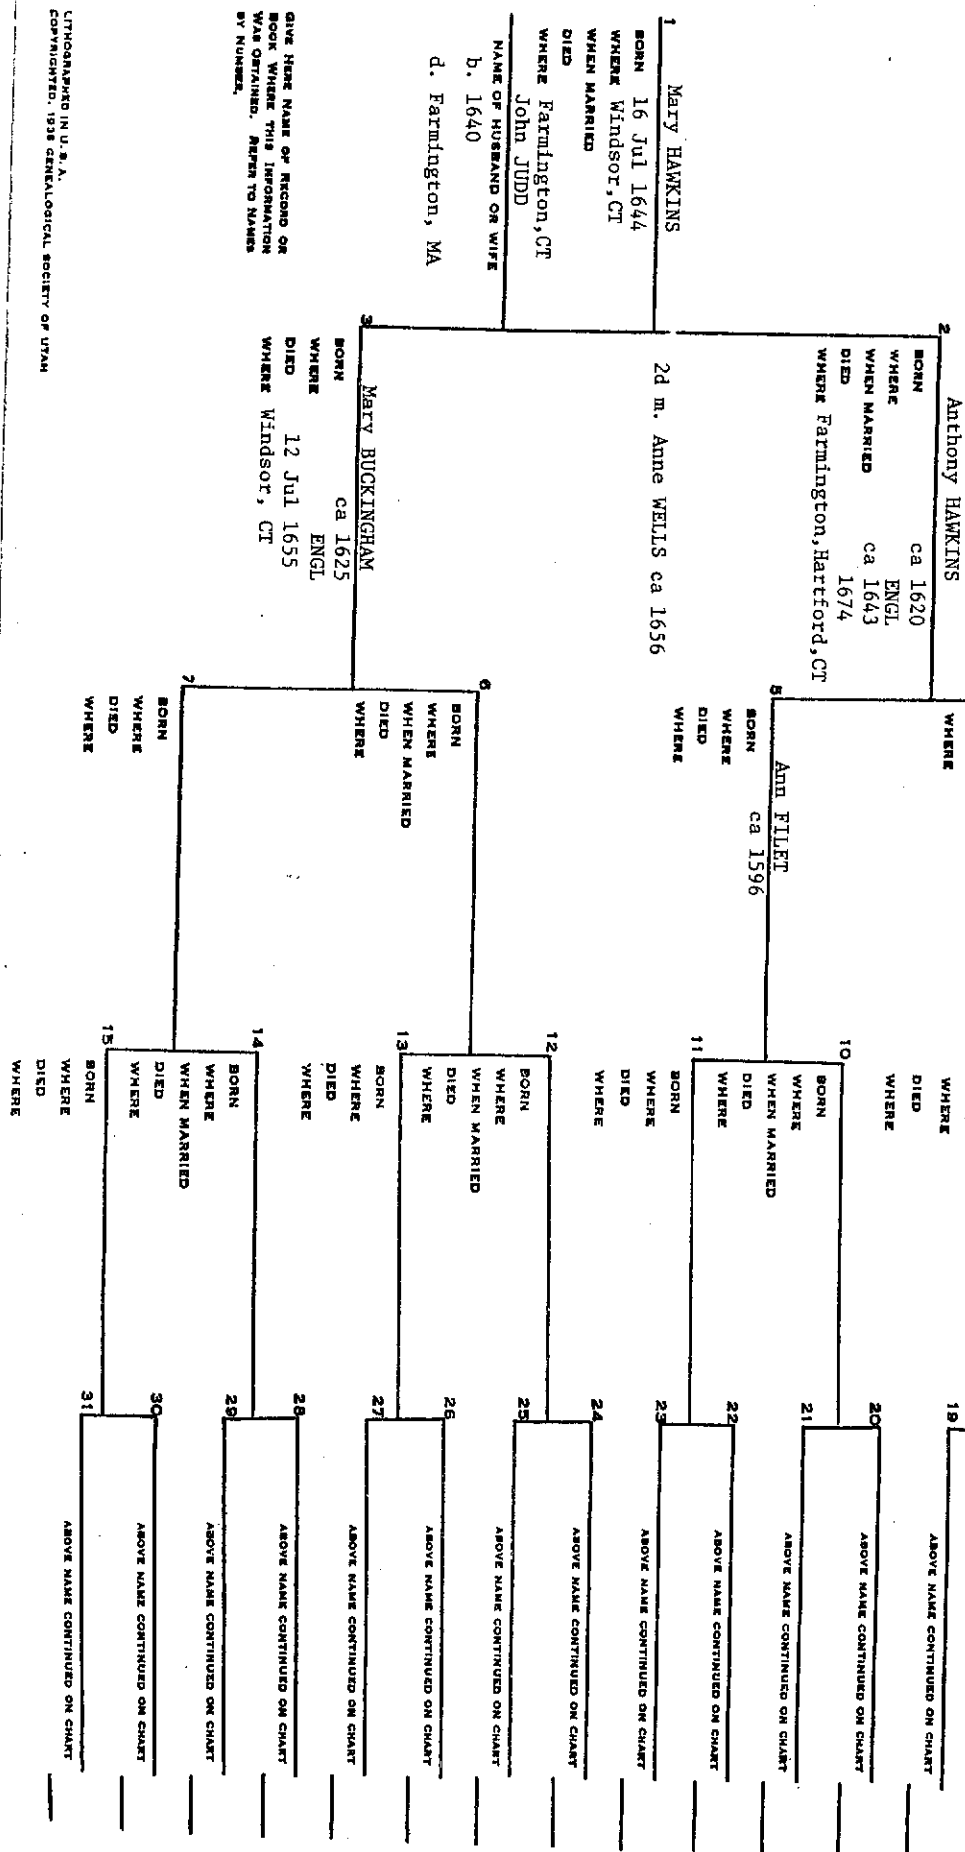 1 Mary HAWKINS
BORN 16 Jul 1644
WHERE Windsor,CT
WHEN MARRIED
DIED
WHERE Farmington,CT
John JUDD
NAME OF HUSBAND OR WIFE
b. 1640
d. Farmington, MA
GIVE HERE NAME OF RECORD OR
BOOK WHERE THIS INFORMATION
WAS OBTAINED. REFER TO NAMES
BY NUMBER.
LITHOGRAPHED IN U.S.A.
COPYRIGHTED, 1936 GENEALOGICAL SOCIETY OF UTAH
2 Anthony HAWKINS
BORN ca 1620
WHERE ENGL
WHEN MARRIED ca 1643
DIED 1674
WHERE Farmington,Hartford,CT
2d m. Anne WELLS ca 1656
3 Mary BUCKINGHAM
BORN ca 1625
WHERE ENGL
DIED 12 Jul 1655
WHERE Windsor, CT
WHERE
5 Ann FILET
BORN ca 1596
WHERE
DIED
WHERE
6
BORN
WHERE
WHEN MARRIED
DIED
WHERE
7
BORN
WHERE
DIED
WHERE
WHERE
DIED
WHERE
10
BORN
WHERE
WHEN MARRIED
DIED
WHERE
11
BORN
WHERE
DIED
WHERE
12
BORN
WHERE
WHEN MARRIED
DIED
WHERE
13
BORN
WHERE
DIED
WHERE
14
BORN
WHERE
WHEN MARRIED
DIED
WHERE
15
BORN
WHERE
DIED
WHERE
19
ABOVE NAME CONTINUED ON CHART
20
ABOVE NAME CONTINUED ON CHART
21
ABOVE NAME CONTINUED ON CHART
22
ABOVE NAME CONTINUED ON CHART
23
ABOVE NAME CONTINUED ON CHART
24
ABOVE NAME CONTINUED ON CHART
25
ABOVE NAME CONTINUED ON CHART
26
ABOVE NAME CONTINUED ON CHART
27
ABOVE NAME CONTINUED ON CHART
28
ABOVE NAME CONTINUED ON CHART
29
ABOVE NAME CONTINUED ON CHART
30
ABOVE NAME CONTINUED ON CHART
31
ABOVE NAME CONTINUED ON CHART